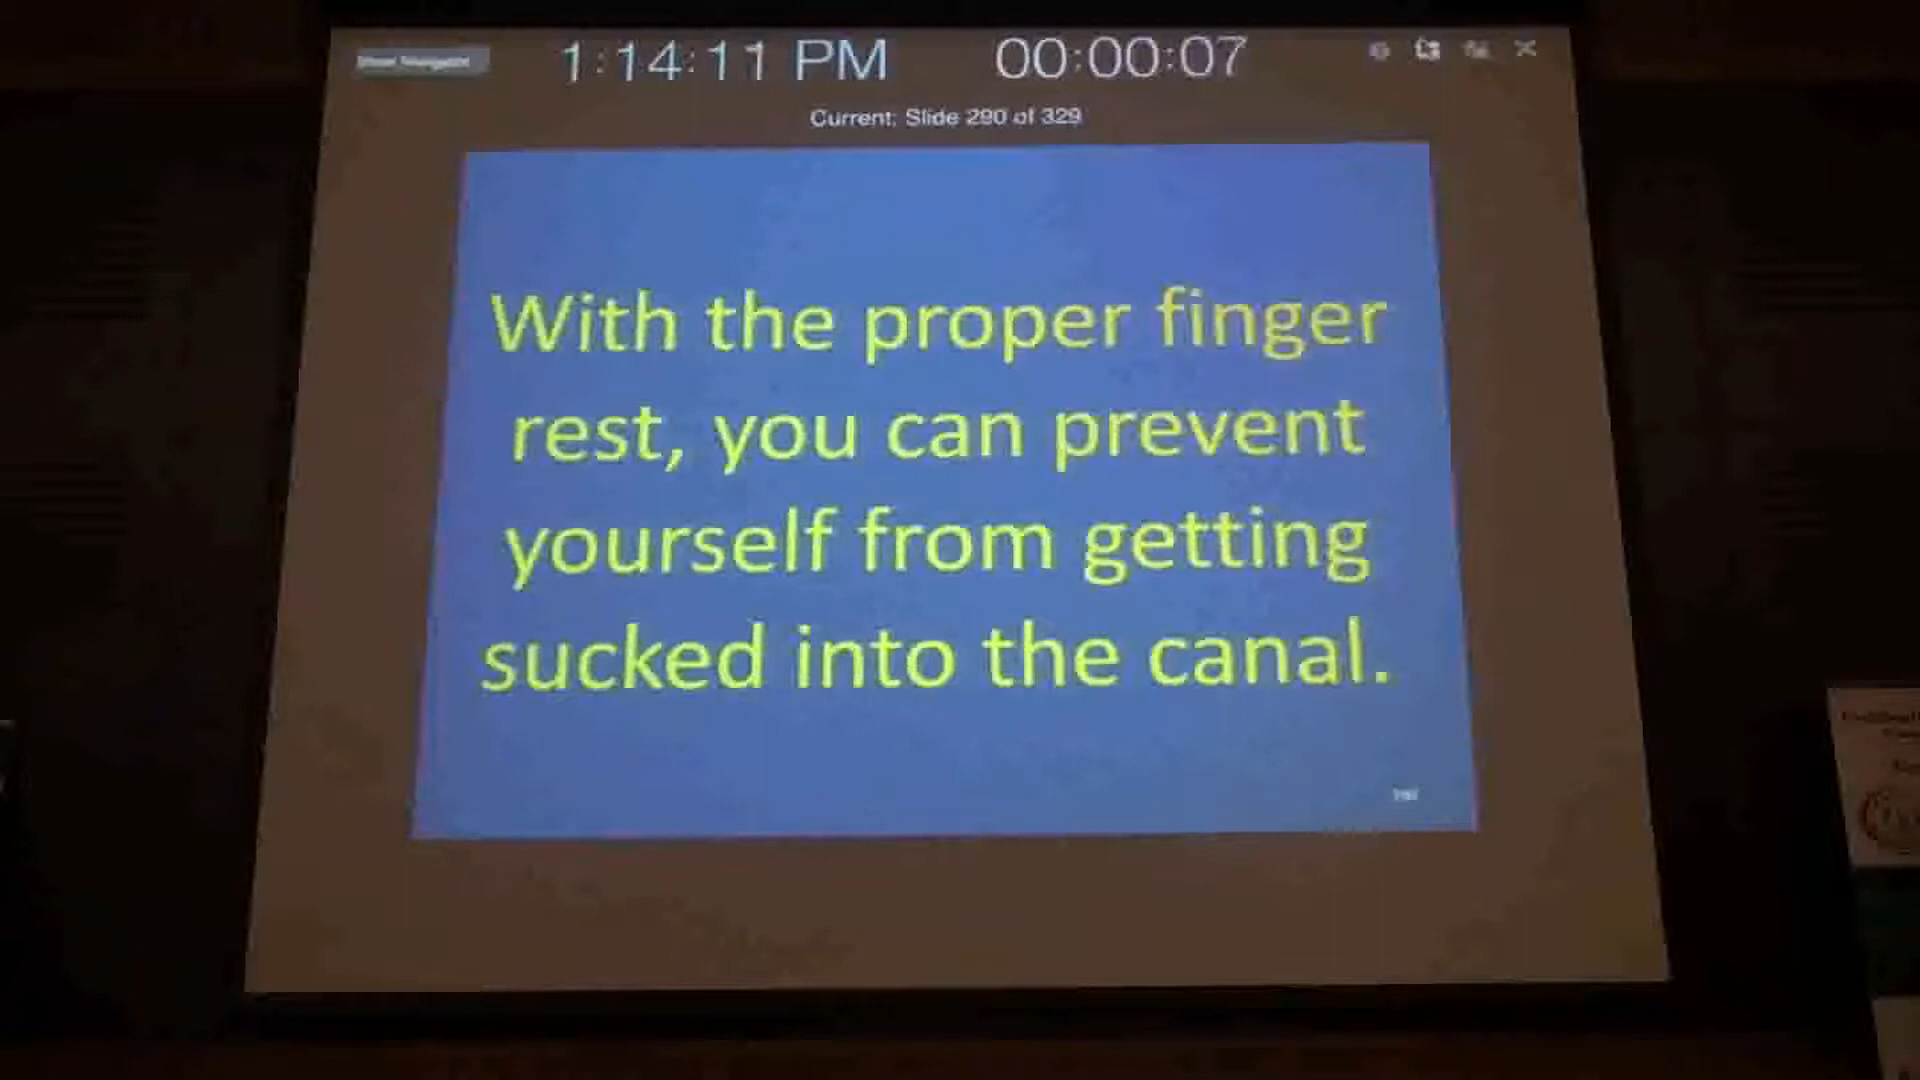 1:14:11 PM 00:00:07
Current: Slide 290 of 329
With the proper finger
rest, you can prevent
yourself from getting
sucked into the canal.